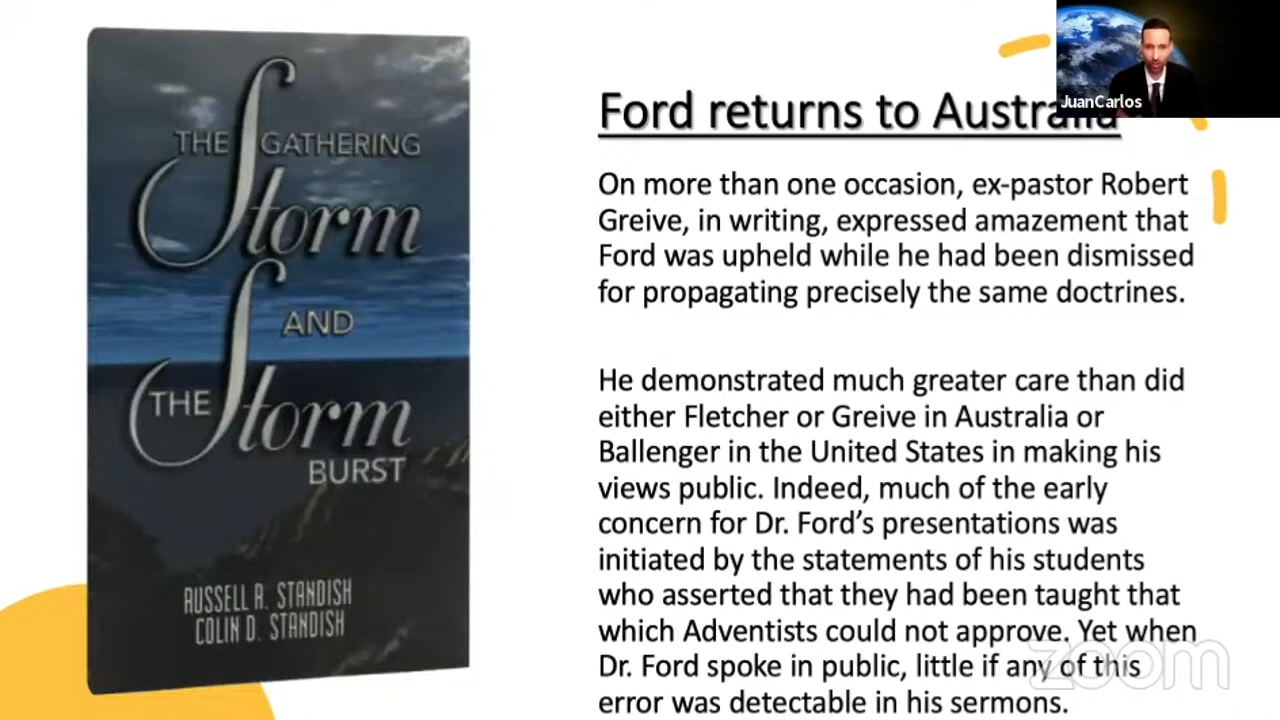 THE GATHERING
Storm
AND
THE Storm
BURST
RUSSELL R. STANDISH
COLIN D. STANDISH
JuanCarlos
Ford returns to Australia
On more than one occasion, ex-pastor Robert
Greive, in writing, expressed amazement that
Ford was upheld while he had been dismissed
for propagating precisely the same doctrines.
He demonstrated much greater care than did
either Fletcher or Greive in Australia or
Ballenger in the United States in making his
views public. Indeed, much of the early
concern for Dr. Ford’s presentations was
initiated by the statements of his students
who asserted that they had been taught that
which Adventists could not approve. Yet when
Dr. Ford spoke in public, little if any of this
error was detectable in his sermons.
zoom